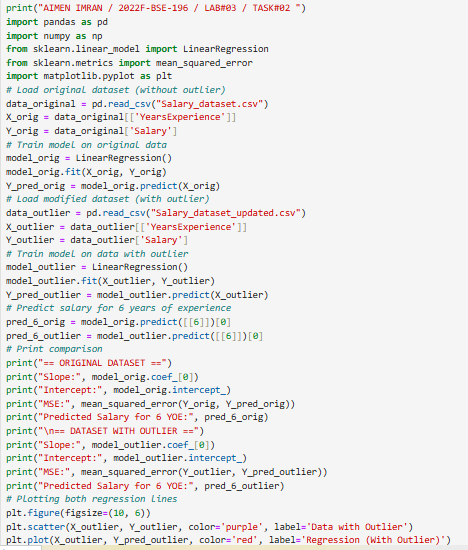 print("AIMEN IMRAN / 2022F-BSE-196 / LAB#03 / TASK#02 ")
import pandas as pd
import numpy as np
from sklearn.linear_model import LinearRegression
from sklearn.metrics import mean_squared_error
import matplotlib.pyplot as plt
# Load original dataset (without outlier)
data_original = pd.read_csv("Salary_dataset.csv")
X_orig = data_original[['YearsExperience']]
Y_orig = data_original['Salary']
# Train model on original data
model_orig = LinearRegression()
model_orig.fit(X_orig, Y_orig)
Y_pred_orig = model_orig.predict(X_orig)
# Load modified dataset (with outlier)
data_outlier = pd.read_csv("Salary_dataset_updated.csv")
X_outlier = data_outlier[['YearsExperience']]
Y_outlier = data_outlier['Salary']
# Train model on data with outlier
model_outlier = LinearRegression()
model_outlier.fit(X_outlier, Y_outlier)
Y_pred_outlier = model_outlier.predict(X_outlier)
# Predict salary for 6 years of experience
pred_6_orig = model_orig.predict([[6]])[0]
pred_6_outlier = model_outlier.predict([[6]])[0]
# Print comparison
print("== ORIGINAL DATASET ==")
print("Slope:", model_orig.coef_[0])
print("Intercept:", model_orig.intercept_)
print("MSE:", mean_squared_error(Y_orig, Y_pred_orig))
print("Predicted Salary for 6 YOE:", pred_6_orig)
print("\n== DATASET WITH OUTLIER ==")
print("Slope:", model_outlier.coef_[0])
print("Intercept:", model_outlier.intercept_)
print("MSE:", mean_squared_error(Y_outlier, Y_pred_outlier))
print("Predicted Salary for 6 YOE:", pred_6_outlier)
# Plotting both regression lines
plt.figure(figsize=(10, 6))
plt.scatter(X_outlier, Y_outlier, color='purple', label='Data with Outlier')
plt.plot(X_outlier, Y_pred_outlier, color='red', label='Regression (With Outlier)')